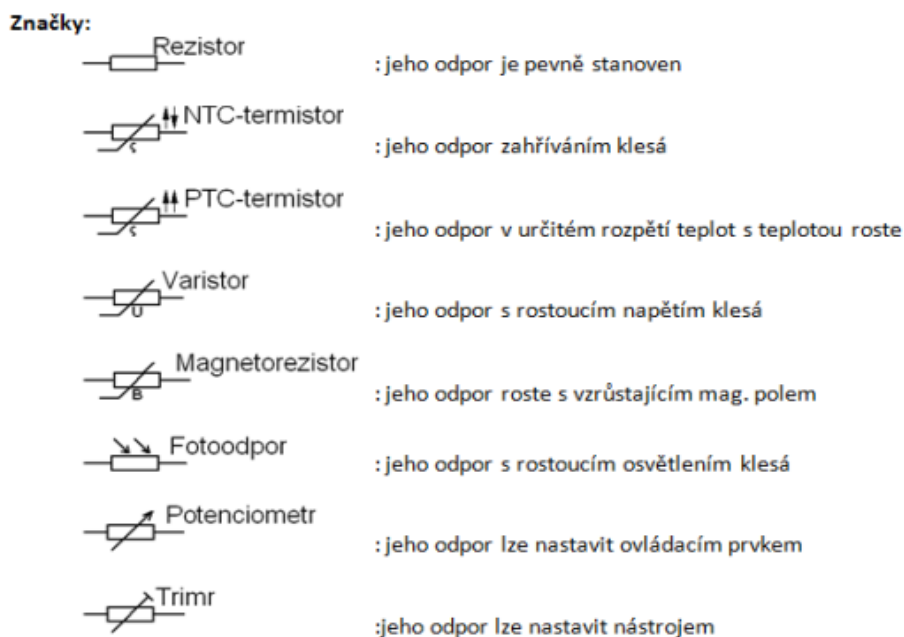 Značky:
Rezistor
: jeho odpor je pevně stanoven
NTC-termistor
: jeho odpor zahříváním klesá
PTC-termistor
: jeho odpor v určitém rozpětí teplot s teplotou roste
Varistor
U
: jeho odpor s rostoucím napětím klesá
Magnetorezistor
B
: jeho odpor roste s vzrůstajícím mag. polem
Fotoodpor
: jeho odpor s rostoucím osvětlením klesá
Potenciometr
: jeho odpor lze nastavit ovládacím prvkem
Trimr
:jeho odpor lze nastavit nástrojem